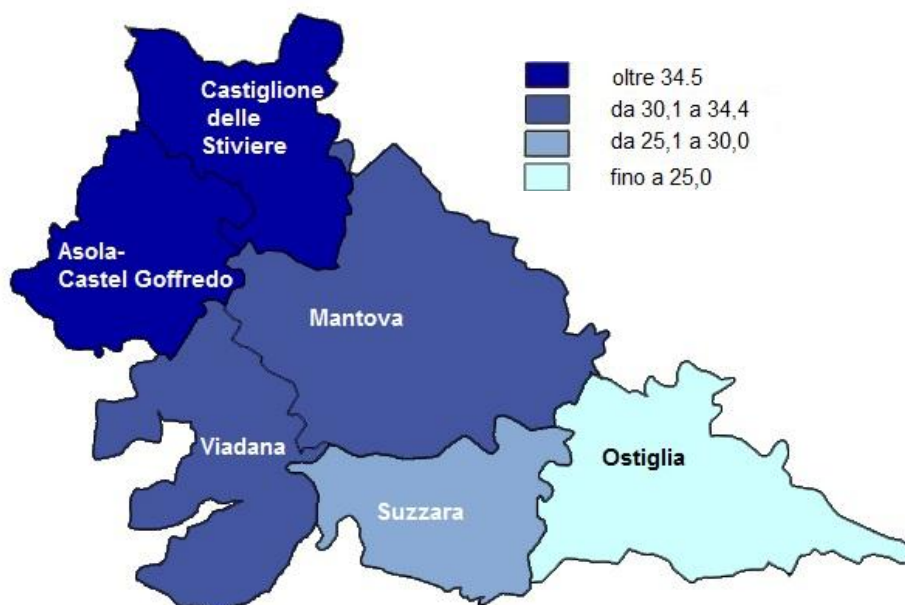 Castiglione
delle
Stiviere
oltre 34.5
da 30,1 a 34,4
da 25,1 a 30,0
fino a 25,0
Asola-
Castel Goffredo
Mantova
Viadana
Ostiglia
Suzzara